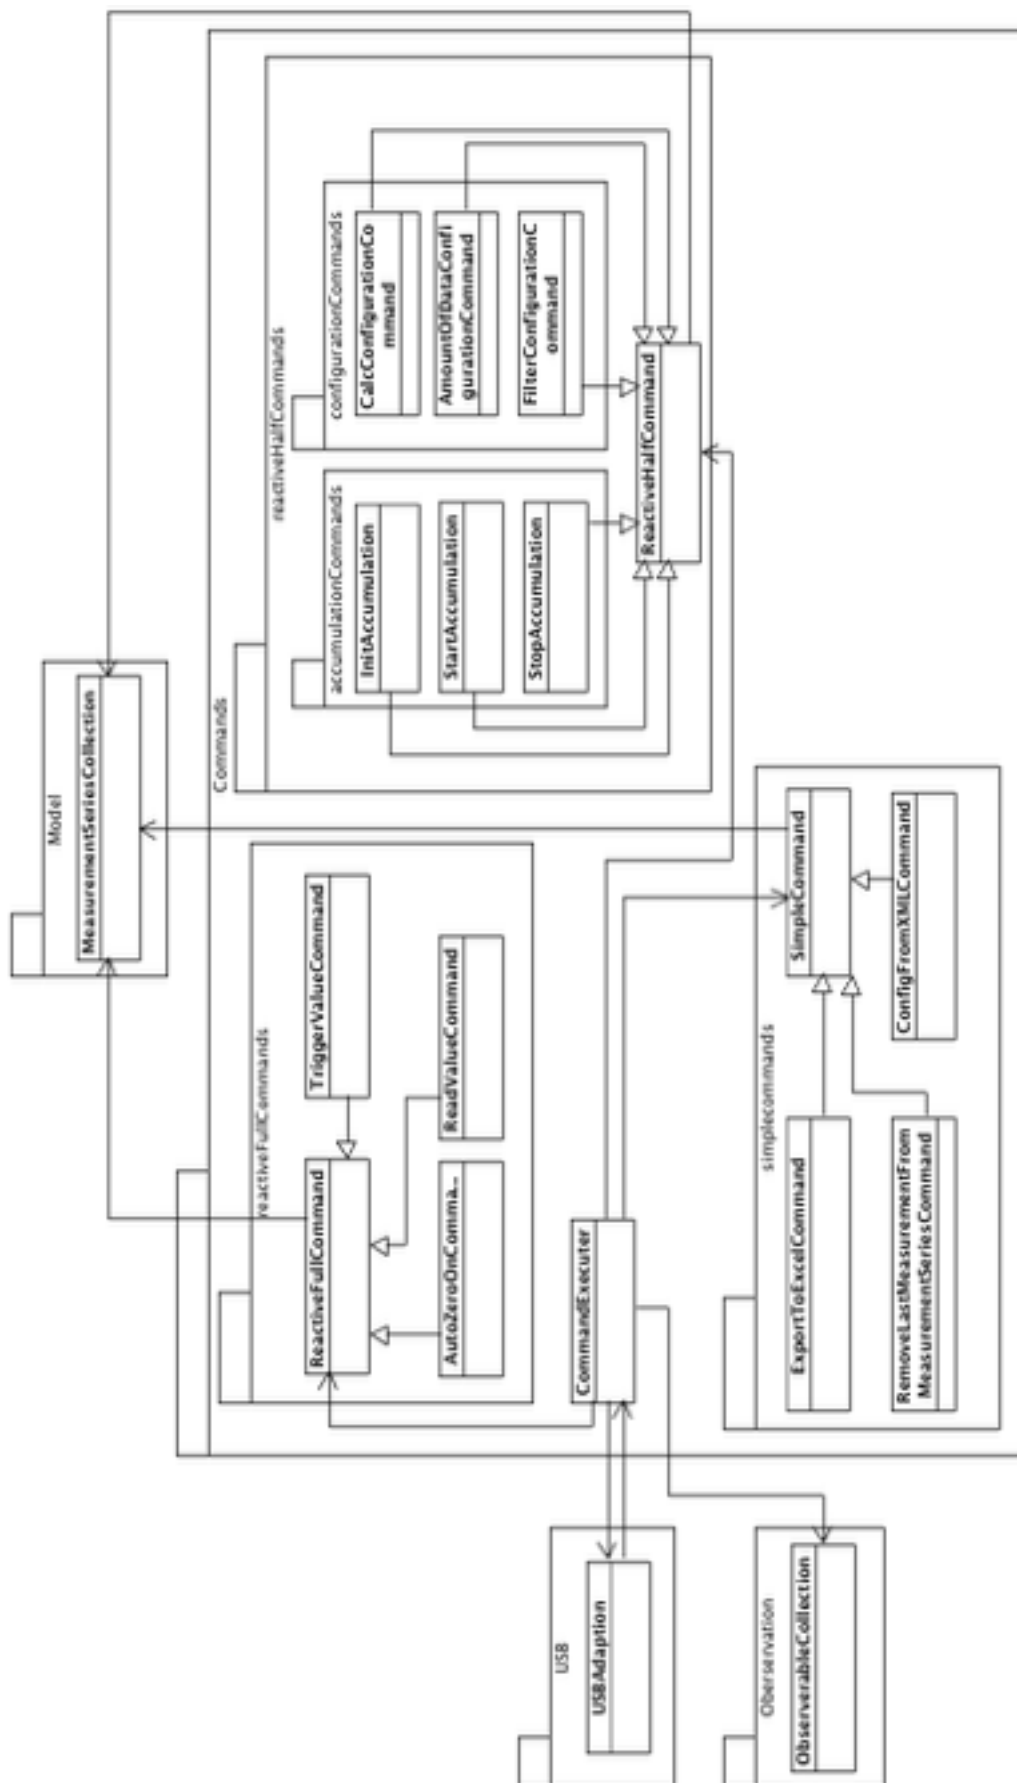 Model
MeasurementSeriesCollection
Commands
reactiveFullCommands
ReactiveFullCommand
TriggerValueCommand
AutoZeroOnComma...
ReadValueCommand
reactiveHalfCommands
accumulationCommands
InitAccumulation
StartAccumulation
StopAccumulation
configurationCommands
CalcConfigurationCo
mmand
AmountOfDataConfi
gurationCommand
FilterConfigurationC
ommand
ReactiveHalfCommand
USB
USBAdaption
CommandExecuter
Oberservation
ObserverableCollection
simplecommands
ExportToExcelCommand
SimpleCommand
RemoveLastMeasurementFrom
MeasurementSeriesCommand
ConfigFromXMLCommand